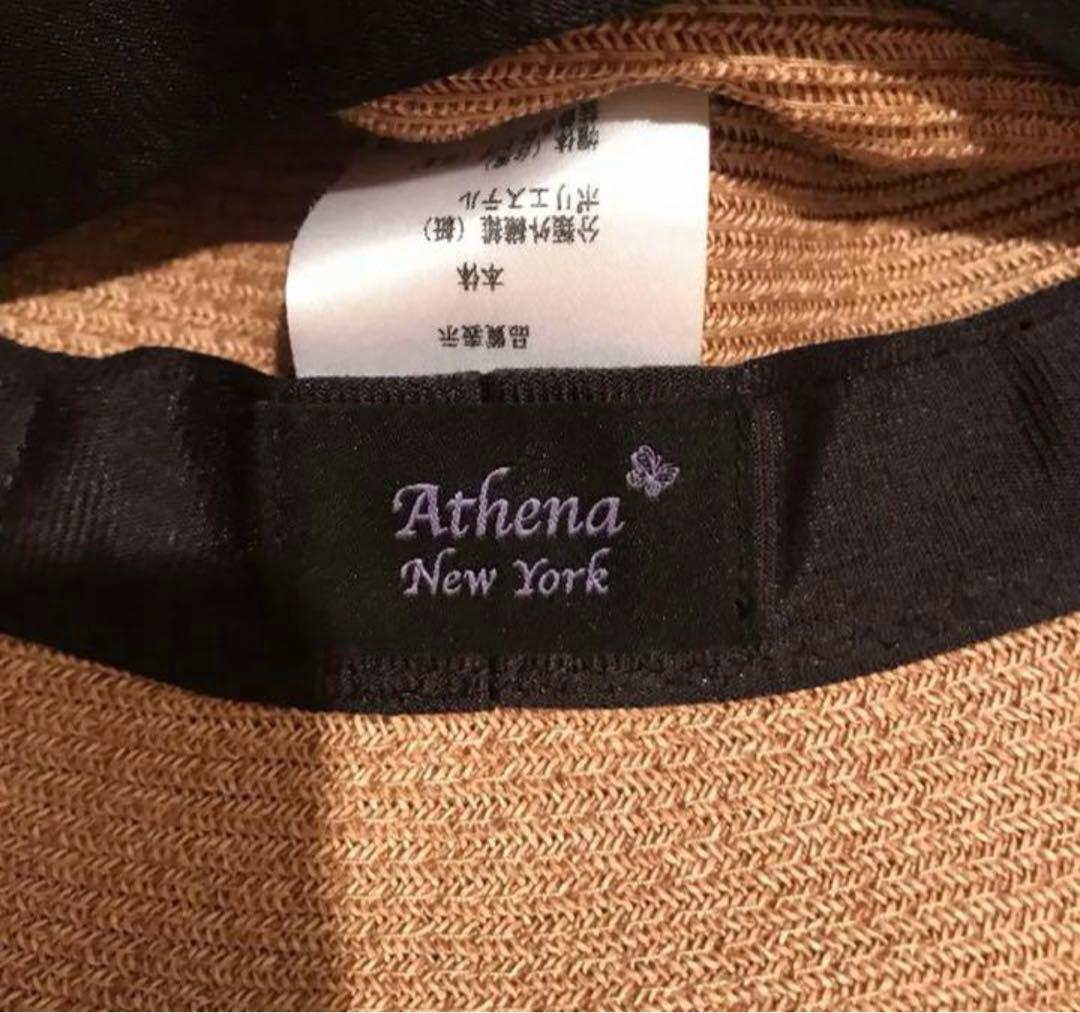 品質表示
本体
分類外繊維（紙）
ポリエステル
Athena
New York